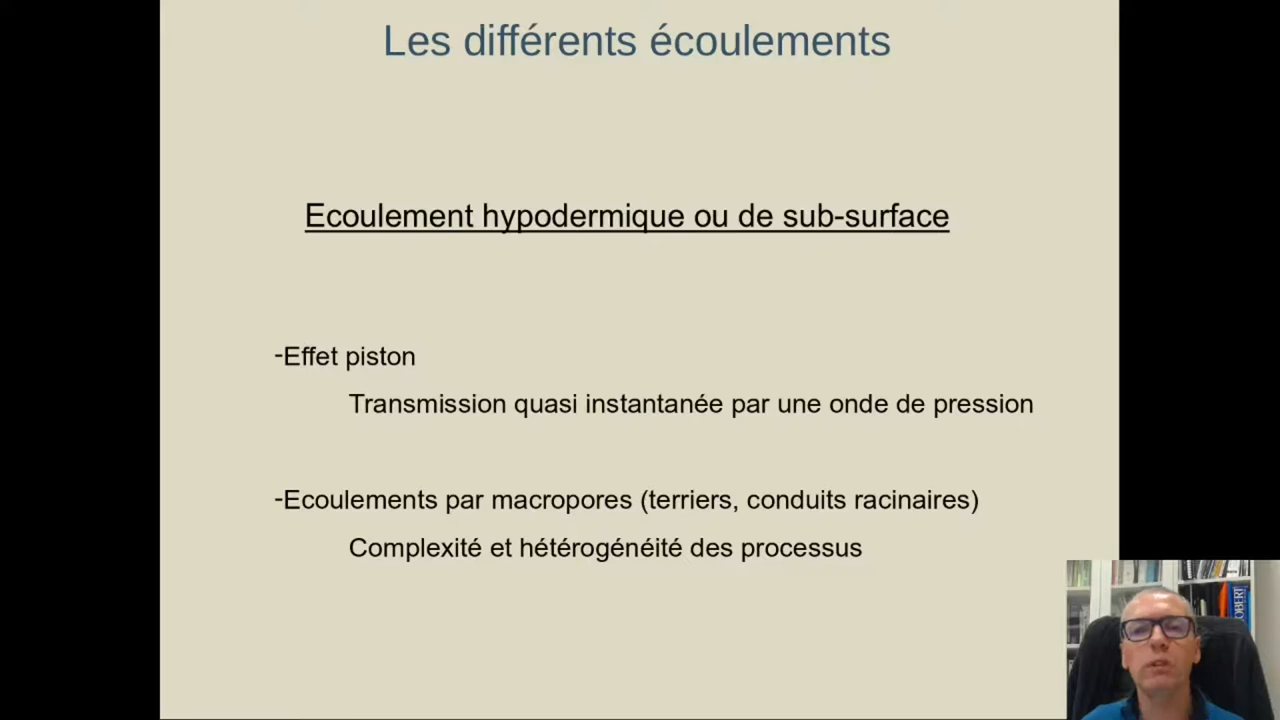 Les différents écoulements
Ecoulement hypodermique ou de sub-surface
-Effet piston
Transmission quasi instantanée par une onde de pression
-Ecoulements par macropores (terriers, conduits racinaires)
Complexité et hétérogénéité des processus
OBERT